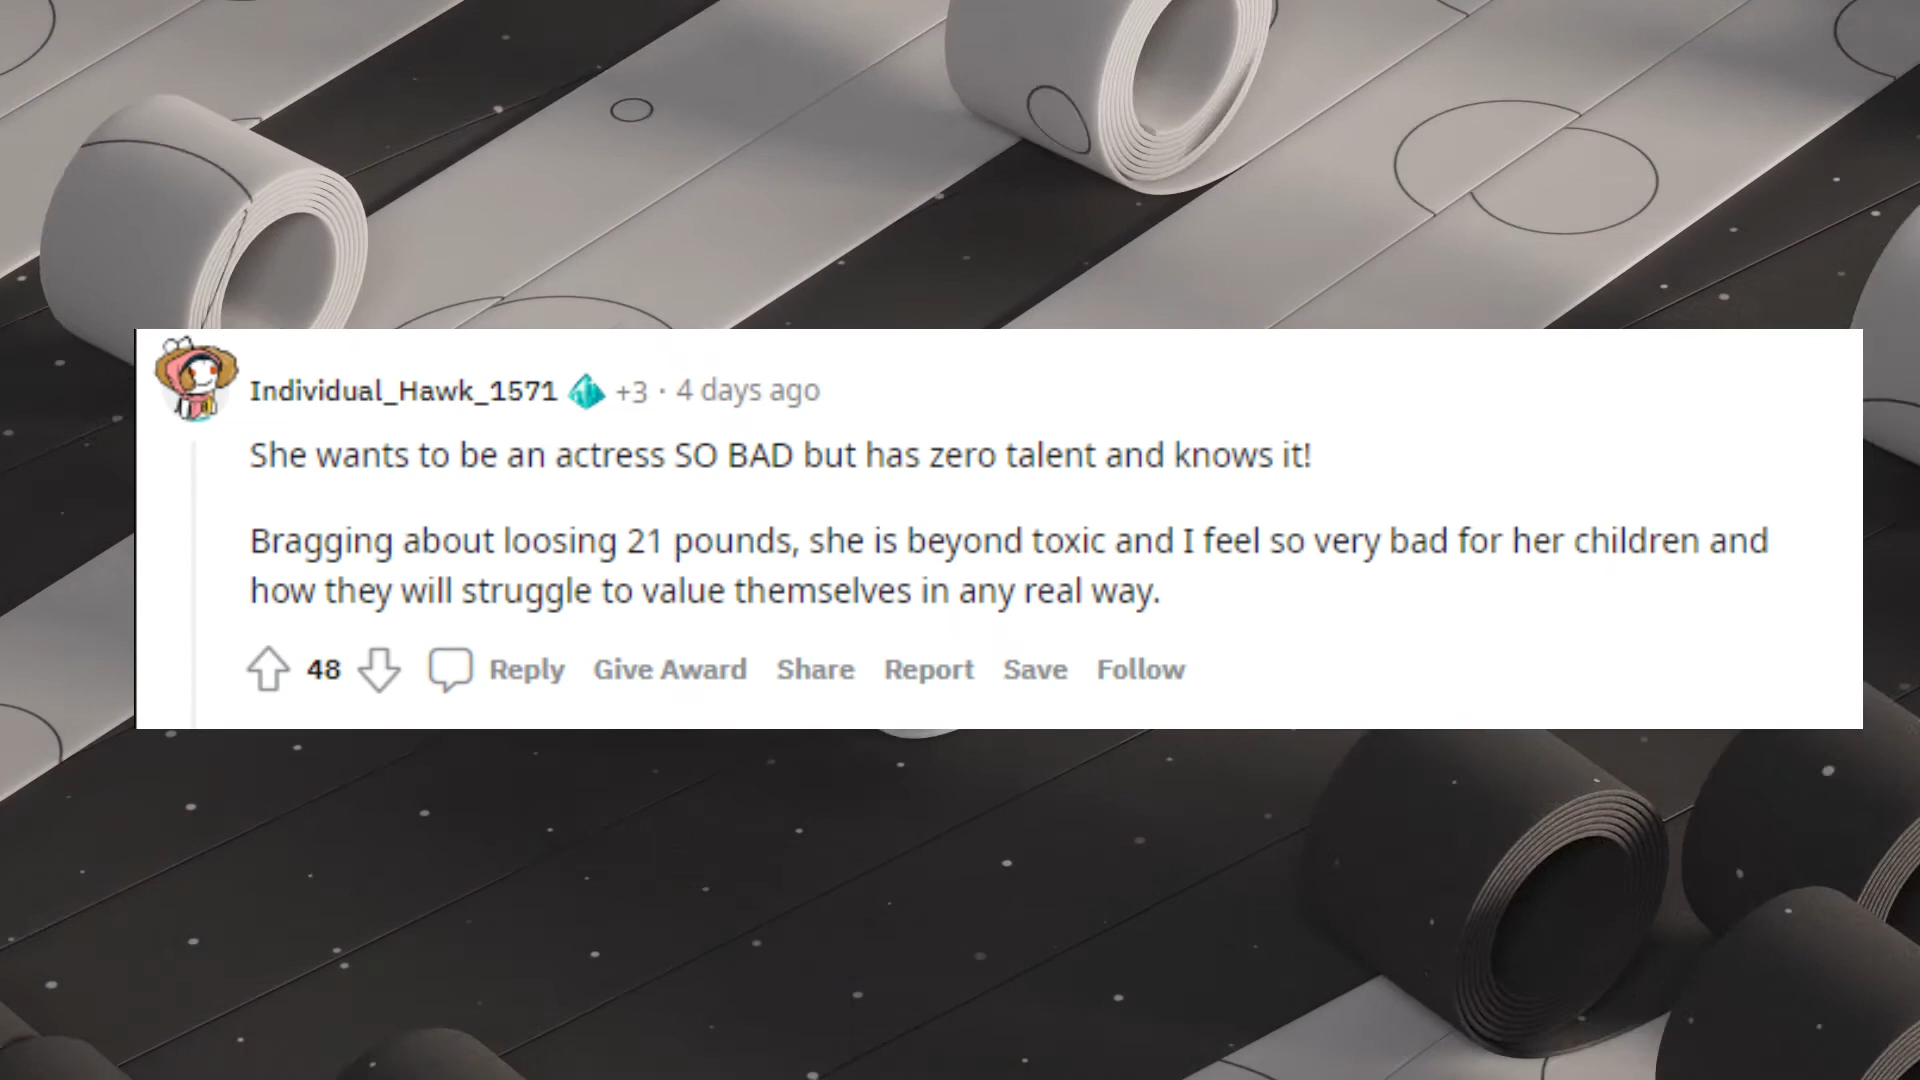 Individual_Hawk_1571 +3 · 4 days ago
She wants to be an actress SO BAD but has zero talent and knows it!
Bragging about loosing 21 pounds, she is beyond toxic and I feel so very bad for her children and
how they will struggle to value themselves in any real way.
48 Reply Give Award Share Report Save Follow